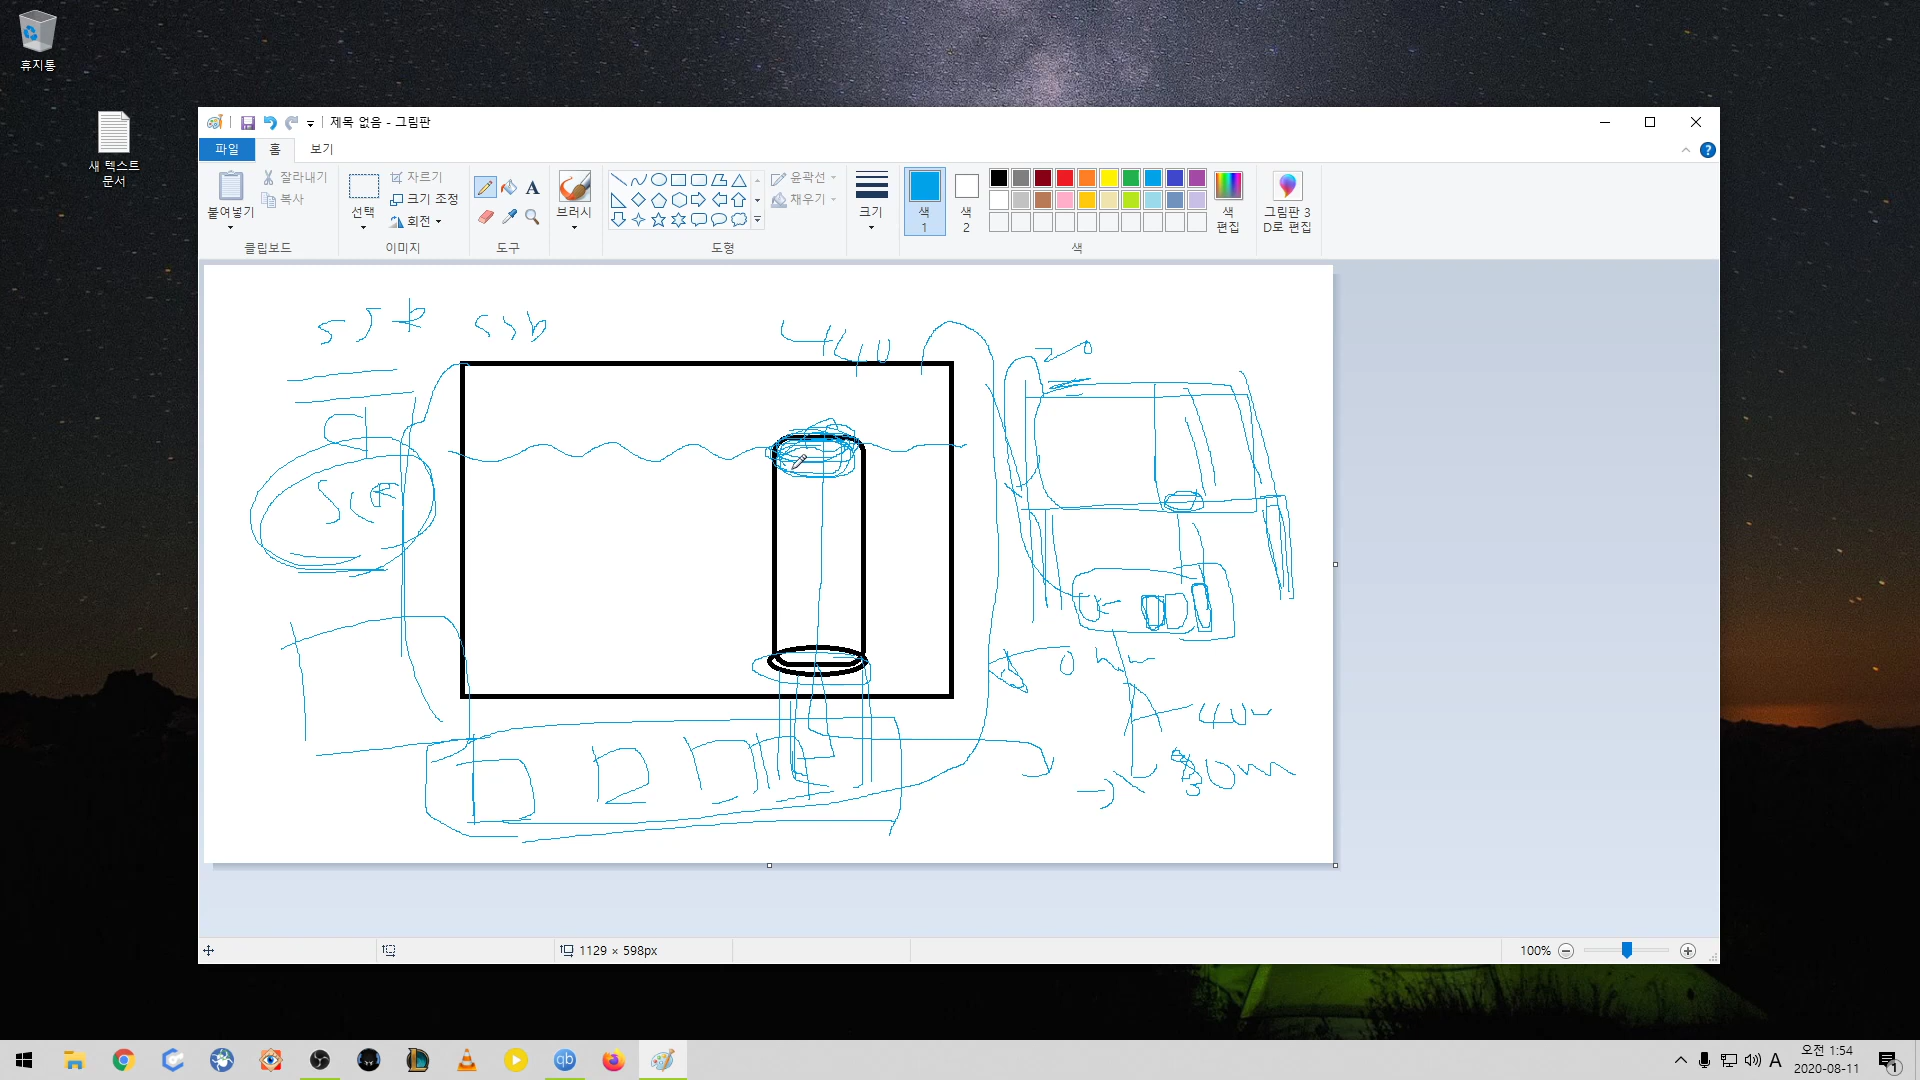 휴지통
새 텍스트
문서
제목 없음 - 그림판
파일 홈 보기
붙여넣기
잘라내기
복사
클립보드
선택
자르기
크기 조정
회전
이미지
A
도구
브러시
윤곽선
채우기
도형
크기
색
1
색
2
색
편집
색
그림판 3
D로 편집
ssb
20
1129 × 598px
100%
qb
A
오전 1:54
2020-08-11
1